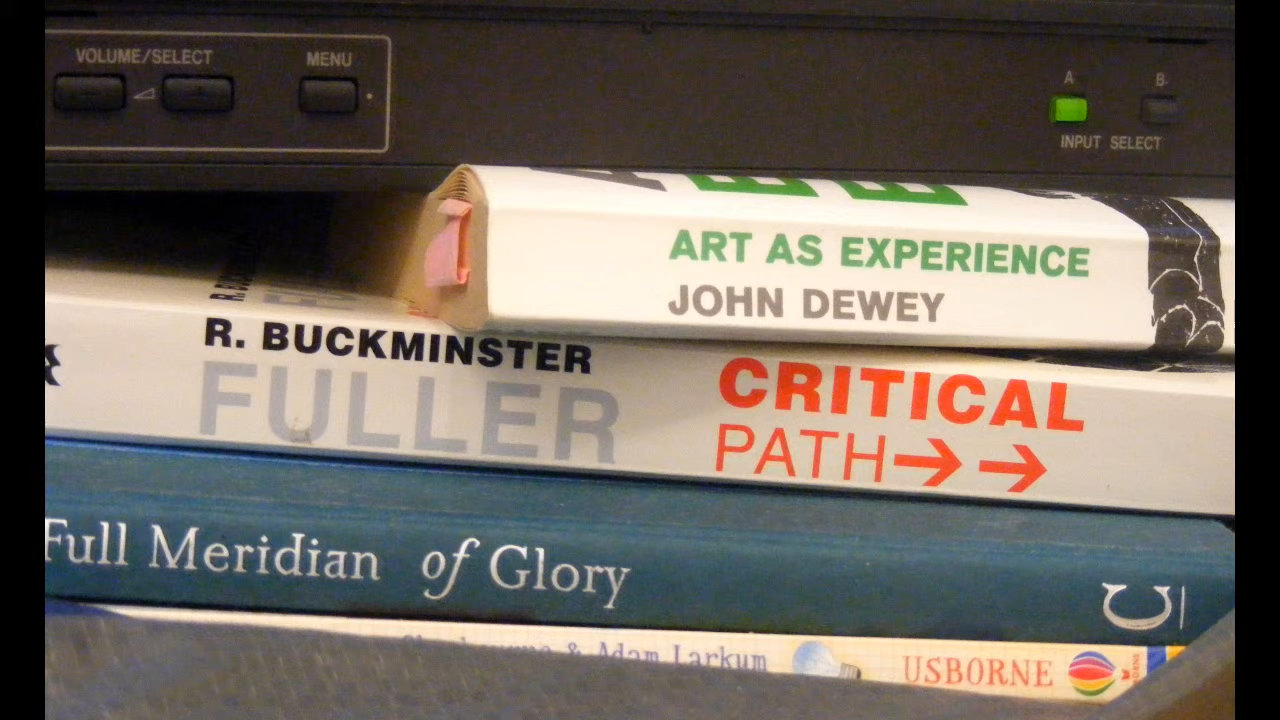 VOLUME/SELECT
MENU
A
B
INPUT SELECT
ART AS EXPERIENCE
JOHN DEWEY
R. BUCKMINSTER
FULLER
CRITICAL
PATH→→
Full Meridian of Glory
& Adam Larkum
USBORNE